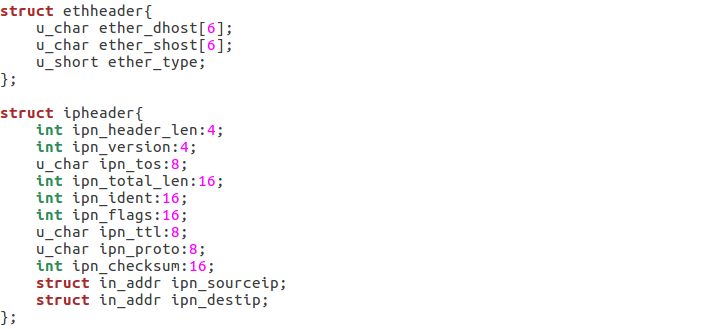 struct ethheader{
    u_char ether_dhost[6];
    u_char ether_shost[6];
    u_short ether_type;
};

struct ipheader{
    int ipn_header_len:4;
    int ipn_version:4;
    u_char ipn_tos:8;
    int ipn_total_len:16;
    int ipn_ident:16;
    int ipn_flags:16;
    u_char ipn_ttl:8;
    u_char ipn_proto:8;
    int ipn_checksum:16;
    struct in_addr ipn_sourceip;
    struct in_addr ipn_destip;
};